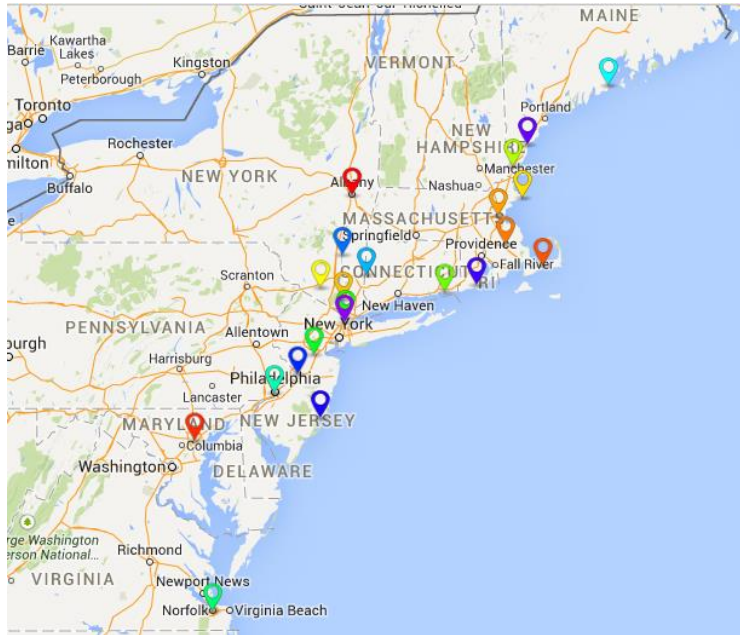 MAINE
Barrie
Kawartha
Lakes
Kingston
VERMONT
Peterborough
Portland
Toronto
Rochester
NEW
HAMPSHIRE
Manchester
Buffalo
NEW YORK
Albany
Nashua
MASSACHUSETTS
Springfield
Providence
CONNECTICUT
RI
Fall River
Scranton
New Haven
PENNSYLVANIA
New York
Allentown
Harrisburg
Philadelphia
Lancaster
MARYLAND
NEW JERSEY
Columbia
Washington
DELAWARE
Richmond
VIRGINIA
Newport News
Norfolk
Virginia Beach